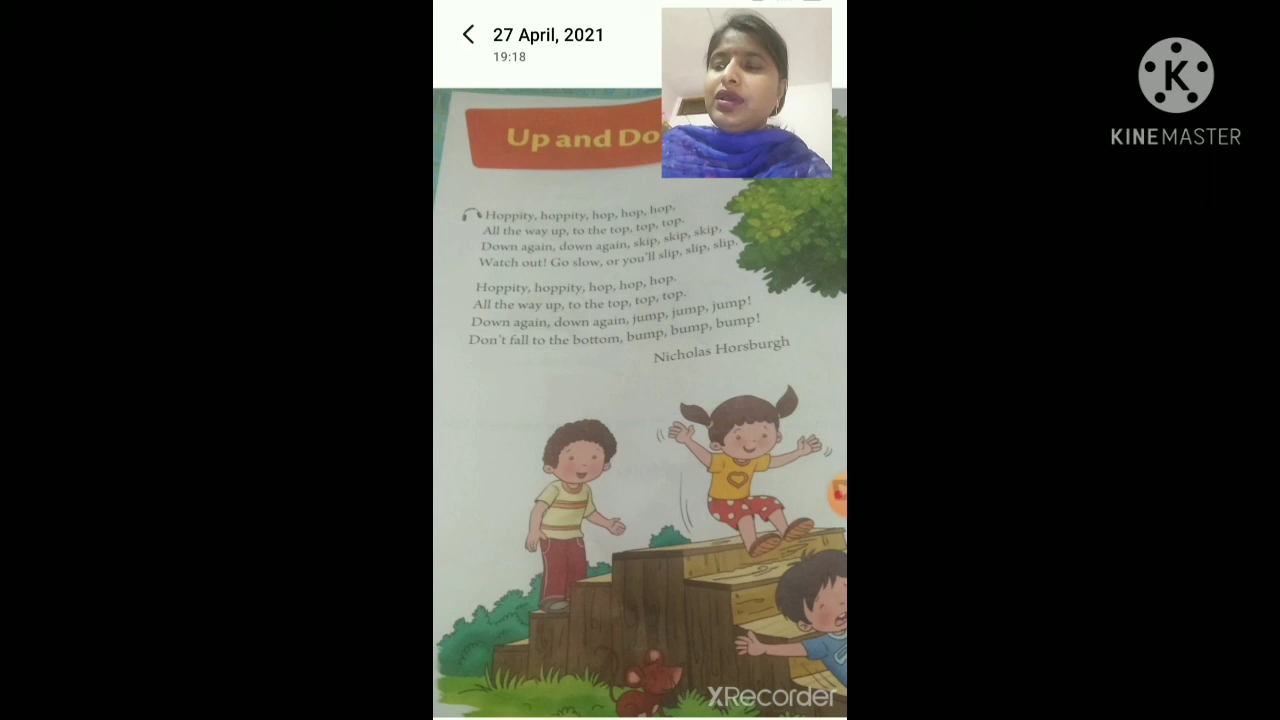 27 April, 2021
19:18
Up and Do
Hoppity, hoppity, hop, hop, hop.
All the way up, to the top, top, top.
Down again, down again, skip, skip, skip,
Watch out! Go slow, or you'll slip, slip, slip.
Hoppity, hoppity, hop, hop, hop.
All the way up, to the top, top, top.
Down again, down again, jump, jump, jump!
Don't fall to the bottom, bump, bump, bump!
Nicholas Horsburgh
K
KINEMASTER
XRecorder